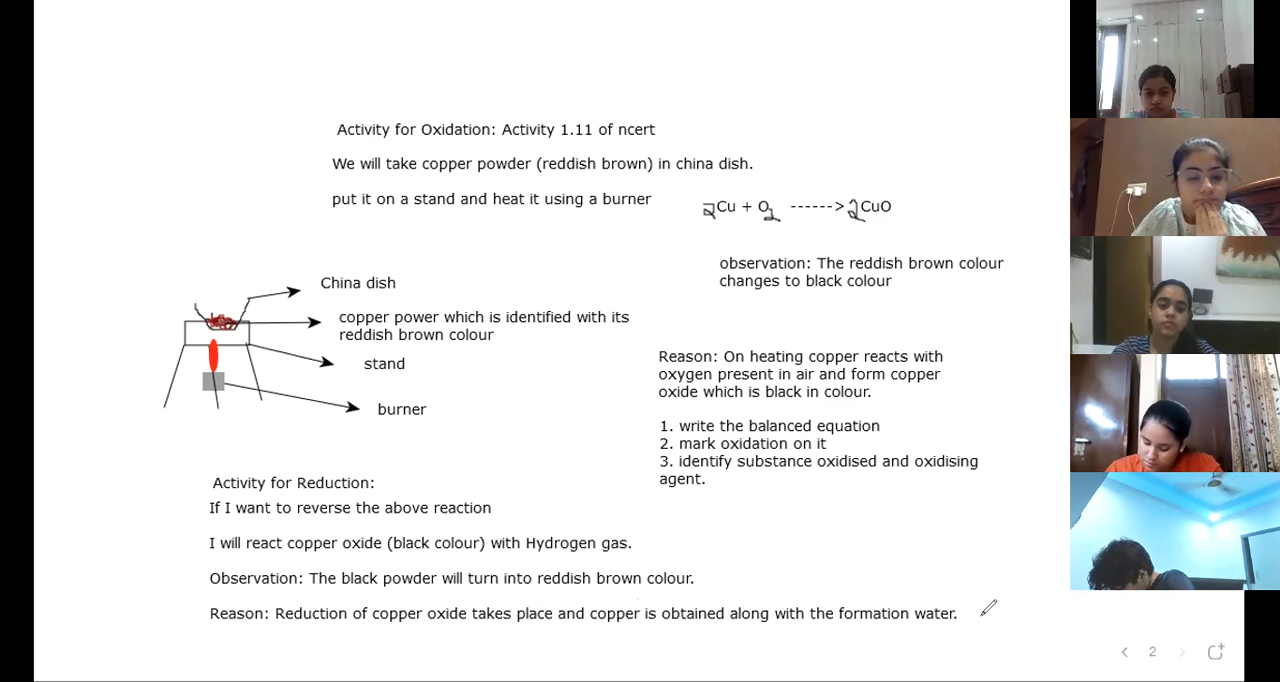 Activity for Oxidation: Activity 1.11 of ncert
We will take copper powder (reddish brown) in china dish.
put it on a stand and heat it using a burner
2Cu + O2 ------> 2CuO
observation: The reddish brown colour
changes to black colour
China dish
copper power which is identified with its
reddish brown colour
stand
burner
Reason: On heating copper reacts with
oxygen present in air and form copper
oxide which is black in colour.
1. write the balanced equation
2. mark oxidation on it
3. identify substance oxidised and oxidising
agent.
Activity for Reduction:
If I want to reverse the above reaction
I will react copper oxide (black colour) with Hydrogen gas.
Observation: The black powder will turn into reddish brown colour.
Reason: Reduction of copper oxide takes place and copper is obtained along with the formation water.
2